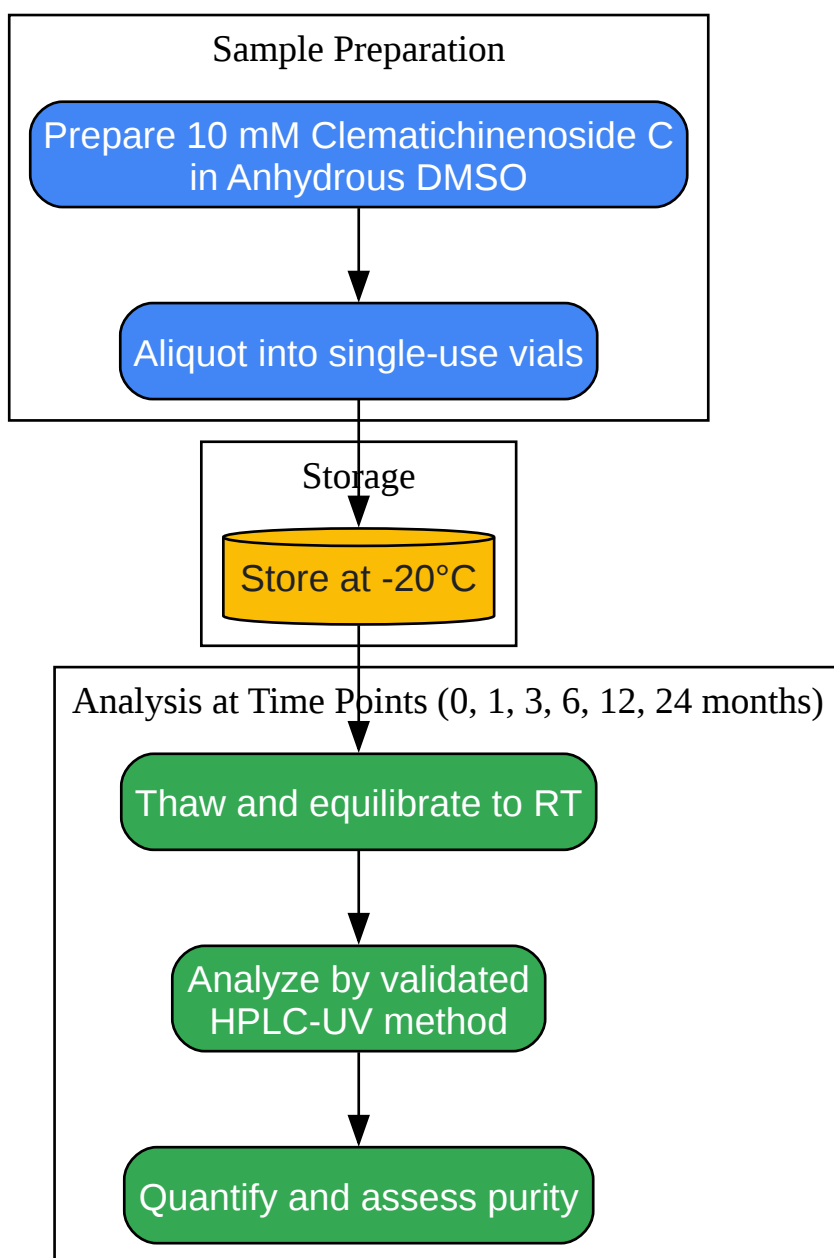 Sample Preparation
Prepare 10 mM Clematichinenoside C
in Anhydrous DMSO
Aliquot into single-use vials
Storage
Store at -20°C
Analysis at Time Points (0, 1, 3, 6, 12, 24 months)
Thaw and equilibrate to RT
Analyze by validated
HPLC-UV method
Quantify and assess purity